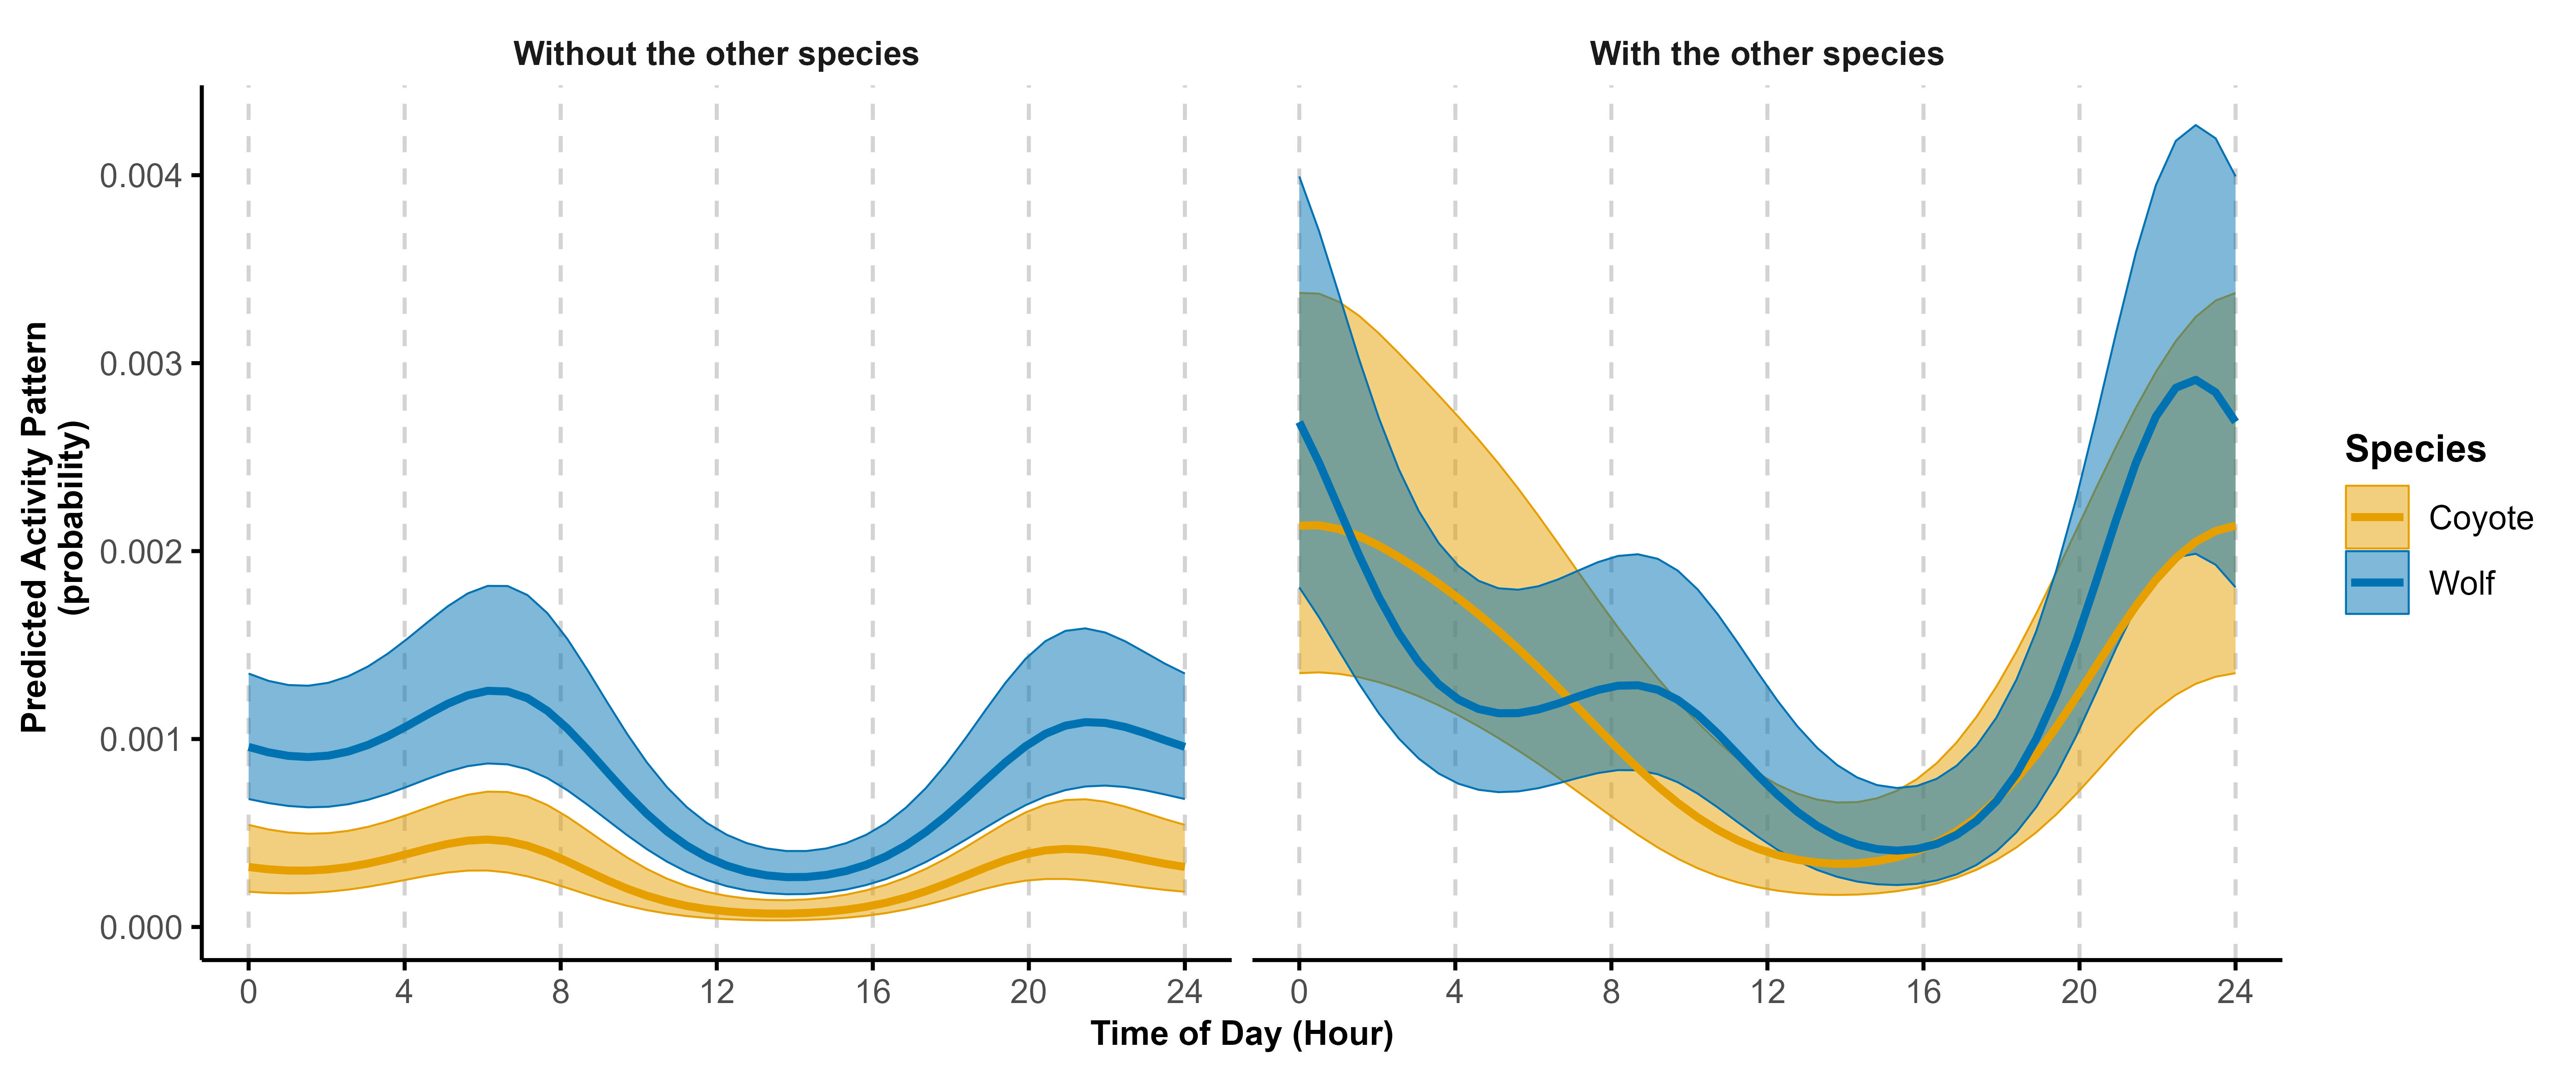 Without the other species
With the other species
Predicted Activity Pattern
(probability)
0.004
0.003
0.002
0.001
0.000
0 4 8 12 16 20 24
0 4 8 12 16 20 24
Time of Day (Hour)
Species
Coyote
Wolf